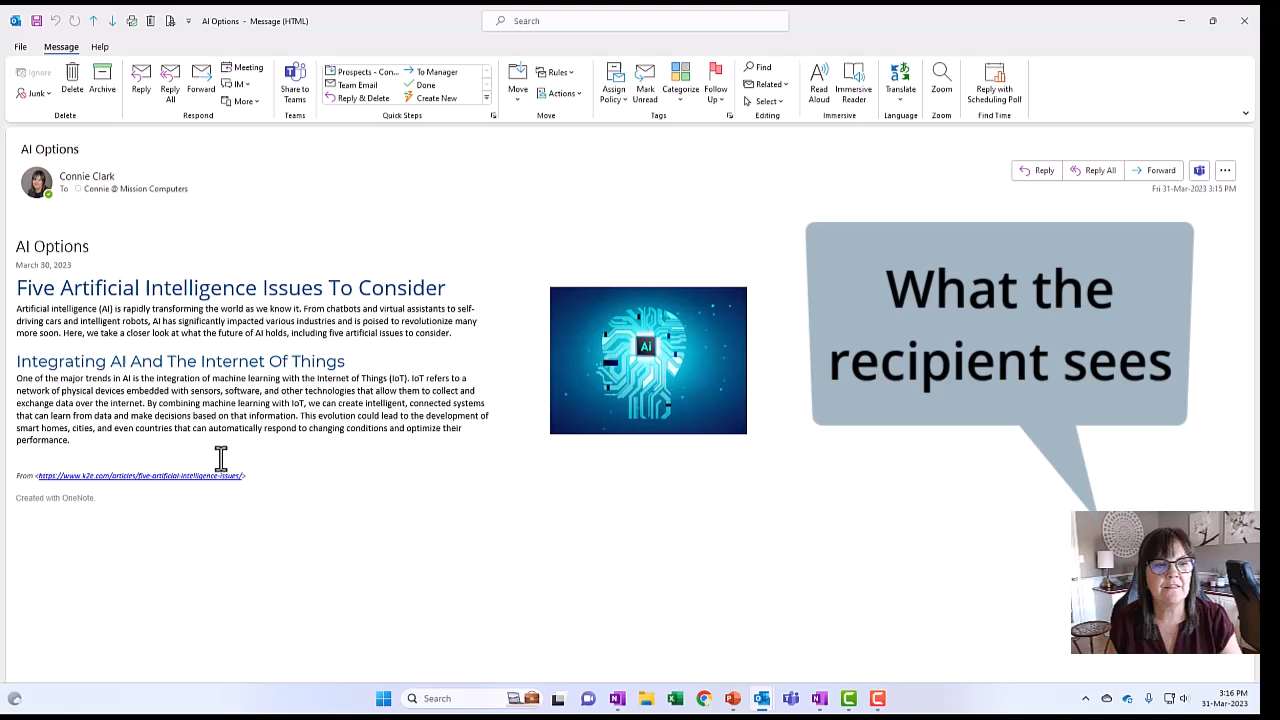 AI Options - Message (HTML)
Search
File Message Help
Ignore
Junk
Delete
Archive
Delete
Reply
Reply All
Forward
Meeting
IM
More
Respond
Share to Teams
Teams
Prospects - Con...
Team Email
Reply & Delete
To Manager
Done
Create New
Quick Steps
Move
Rules
Actions
Move
Assign Policy
Mark Unread
Categorize
Follow Up
Tags
Find
Related
Select
Editing
Read Aloud
Immersive Reader
Immersive
Translate
Language
Zoom
Zoom
Reply with Scheduling Poll
Find Time
AI Options
Connie Clark
To Connie @ Mission Computers
Reply
Reply All
Forward
Fri 31-Mar-2023 3:15 PM
AI Options
March 30, 2023
Five Artificial Intelligence Issues To Consider
Artificial intelligence (AI) is rapidly transforming the world as we know it. From chatbots and virtual assistants to self-
driving cars and intelligent robots, AI has significantly impacted various industries and is poised to revolutionize many
more soon. Here, we take a closer look at what the future of AI holds, including five artificial issues to consider.
Integrating AI And The Internet Of Things
One of the major trends in AI is the integration of machine learning with the Internet of Things (IoT). IoT refers to a
network of physical devices embedded with sensors, software, and other technologies that allow them to collect and
exchange data over the internet. By combining machine learning with IoT, we can create intelligent, connected systems
that can learn from data and make decisions based on that information. This evolution could lead to the development of
smart homes, cities, and even countries that can automatically respond to changing conditions and optimize their
performance.
From <https://www.k2e.com/articles/five-artificial-intelligence-issues/>
Created with OneNote.
Ai
What the
recipient sees
Search
3:16 PM
31-Mar-2023